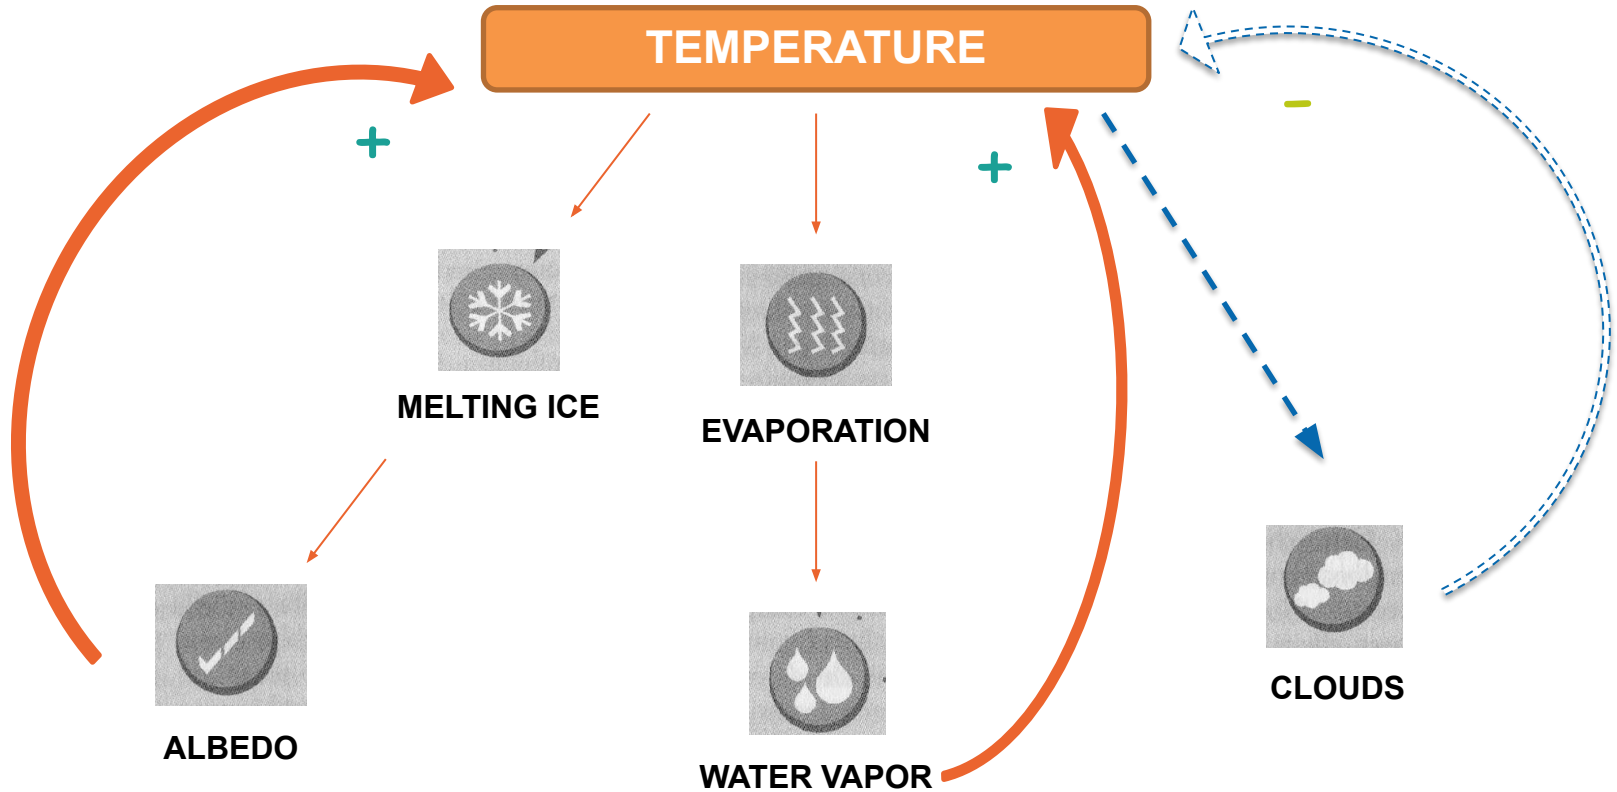 TEMPERATURE
+
+
-
MELTING ICE
EVAPORATION
CLOUDS
ALBEDO
WATER VAPOR